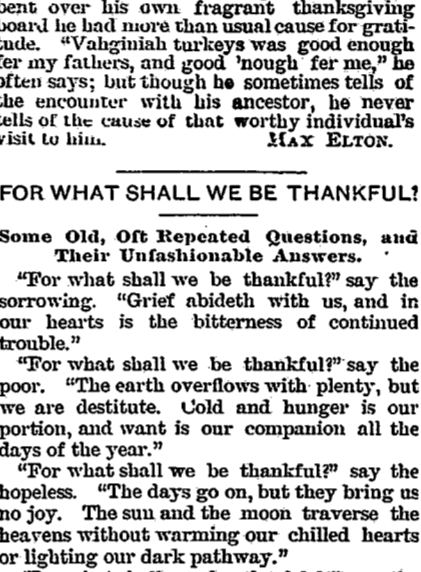 bent over his own fragrant thanksgiving
board he had more than usual cause for grati-
tude. "Vahginiah turkeys was good enough
fer my fathers, and good 'nough fer me," he
often says; but though he sometimes tells of
the encounter with his ancestor, he never
tells of the cause of that worthy individual's
visit to him. MAX ELTON.
FOR WHAT SHALL WE BE THANKFUL?
Some Old, Oft Repeated Questions, and
Their Unfashionable Answers.
"For what shall we be thankful?" say the
sorrowing. "Grief abideth with us, and in
our hearts is the bitterness of continued
trouble."
"For what shall we be thankful?" say the
poor. "The earth overflows with plenty, but
we are destitute. Cold and hunger is our
portion, and want is our companion all the
days of the year."
"For what shall we be thankful?" say the
hopeless. "The days go on, but they bring us
no joy. The sun and the moon traverse the
heavens without warming our chilled hearts
or lighting our dark pathway."